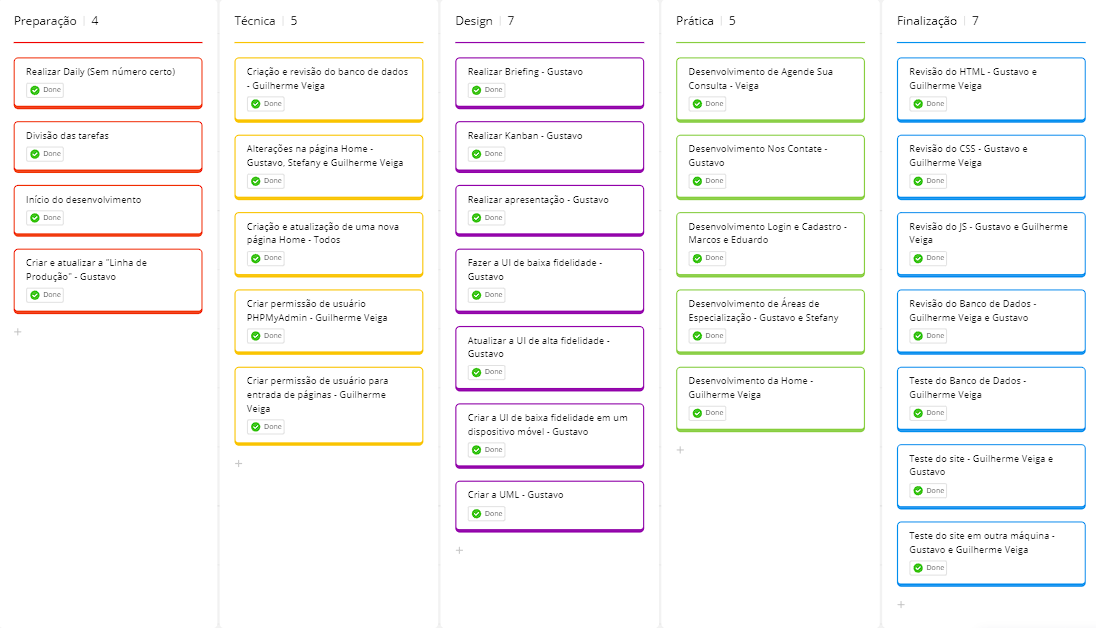 Preparação | 4
Realizar Daily (Sem número certo)
Done
Divisão das tarefas
Done
Início do desenvolvimento
Done
Criar e atualizar a "Linha de
Produção" - Gustavo
Done
+
Técnica | 5
Criação e revisão do banco de dados
- Guilherme Veiga
Done
Alterações na página Home -
Gustavo, Stefany e Guilherme Veiga
Done
Criação e atualização de uma nova
página Home - Todos
Done
Criar permissão de usuário
PHPMyAdmin - Guilherme Veiga
Done
Criar permissão de usuário para
entrada de páginas - Guilherme
Veiga
Done
+
Design | 7
Realizar Briefing - Gustavo
Done
Realizar Kanban - Gustavo
Done
Realizar apresentação - Gustavo
Done
Fazer a UI de baixa fidelidade -
Gustavo
Done
Atualizar a UI de alta fidelidade -
Gustavo
Done
Criar a UI de baixa fidelidade em um
dispositivo móvel - Gustavo
Done
Criar a UML - Gustavo
Done
+
Prática | 5
Desenvolvimento de Agende Sua
Consulta - Veiga
Done
Desenvolvimento Nos Contate -
Gustavo
Done
Desenvolvimento Login e Cadastro -
Marcos e Eduardo
Done
Desenvolvimento de Áreas de
Especialização - Gustavo e Stefany
Done
Desenvolvimento da Home -
Guilherme Veiga
Done
+
Finalização | 7
Revisão do HTML - Gustavo e
Guilherme Veiga
Done
Revisão do CSS - Gustavo e
Guilherme Veiga
Done
Revisão do JS - Gustavo e Guilherme
Veiga
Done
Revisão do Banco de Dados -
Guilherme Veiga e Gustavo
Done
Teste do Banco de Dados -
Guilherme Veiga
Done
Teste do site - Guilherme Veiga e
Gustavo
Done
Teste do site em outra máquina -
Gustavo e Guilherme Veiga
Done
+